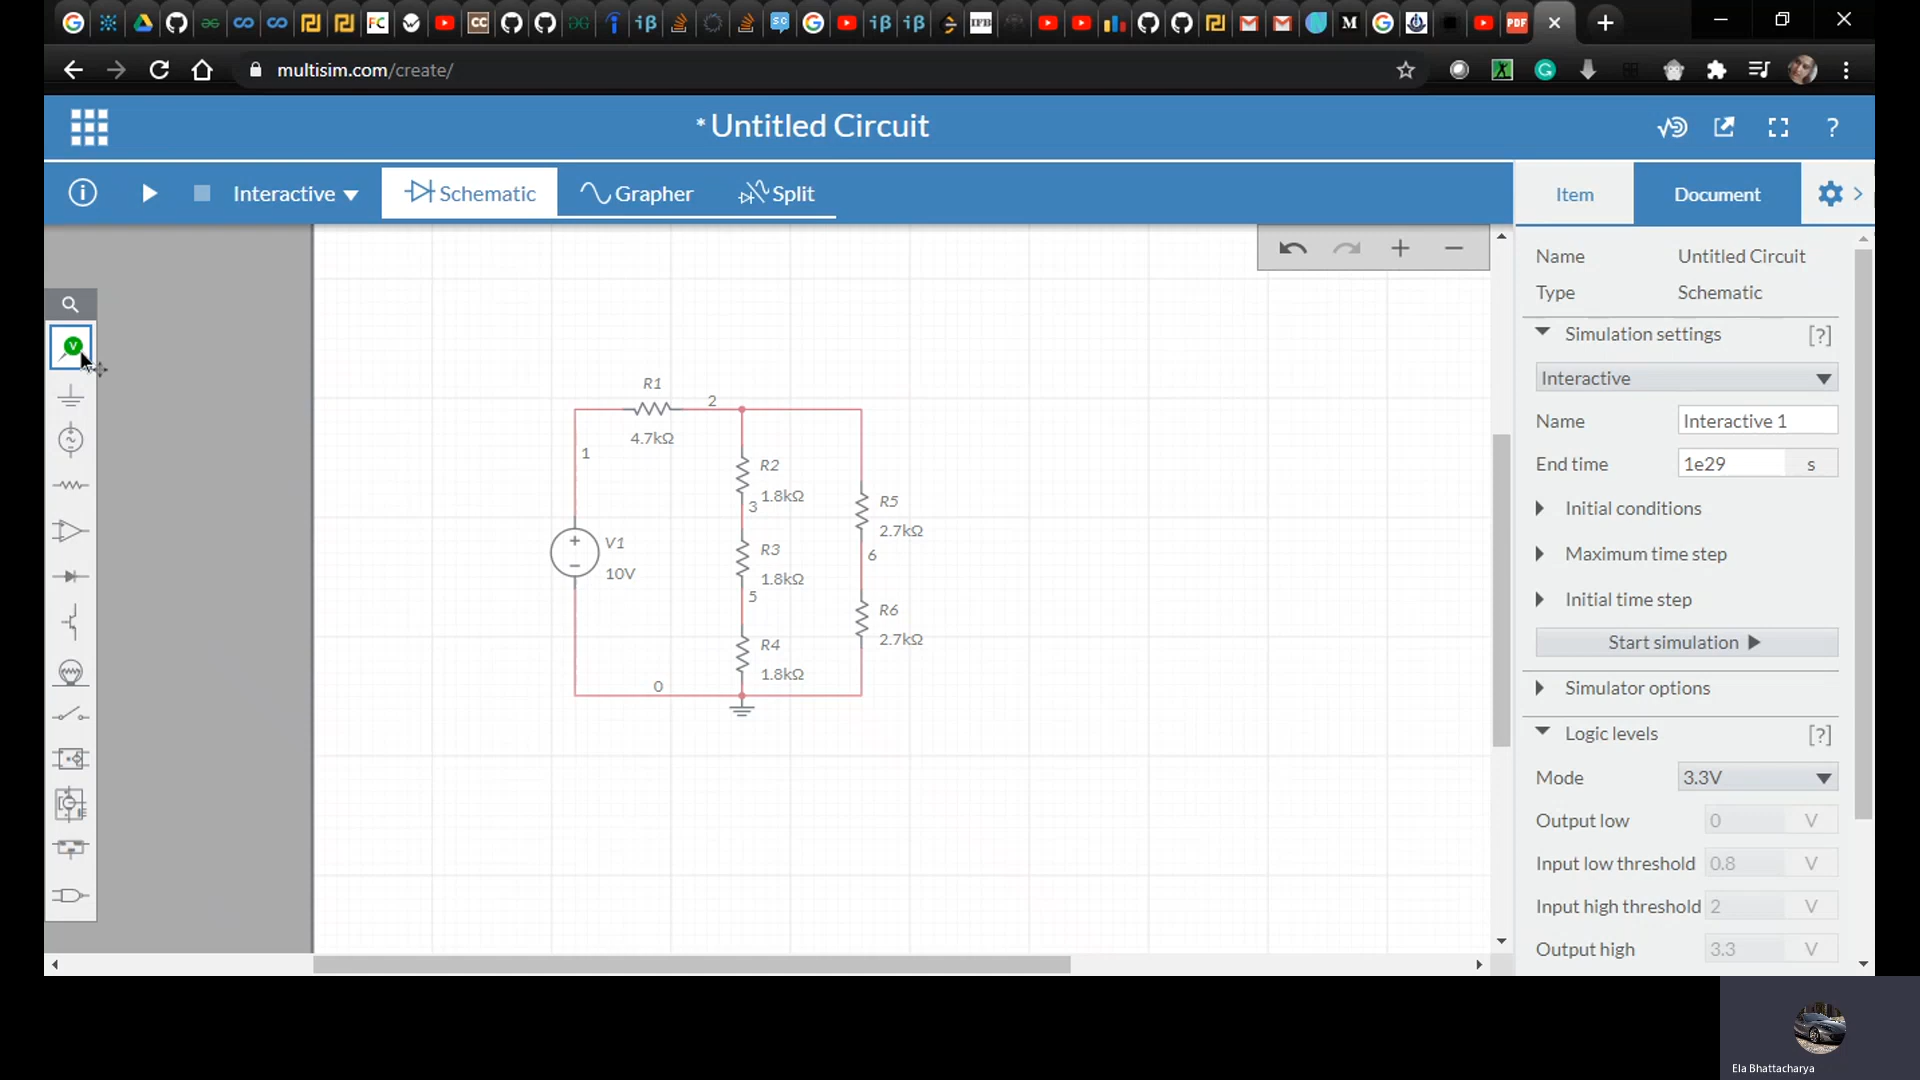 multisim.com/create/
*Untitled Circuit
?
Interactive
Schematic
Grapher
Split
Item
Document
Name Untitled Circuit
Type Schematic
Simulation settings [?]
Interactive
Name Interactive 1
End time 1e29 s
Initial conditions
Maximum time step
Initial time step
Start simulation
Simulator options
Logic levels [?]
Mode 3.3V
Output low 0 V
Input low threshold 0.8 V
Input high threshold 2 V
Output high 3.3 V
V
R1
2
4.7kΩ
1
R2
1.8kΩ
3
R5
2.7kΩ
V1
10V
R3
1.8kΩ
6
5
R6
2.7kΩ
R4
1.8kΩ
0
Ela Bhattacharya